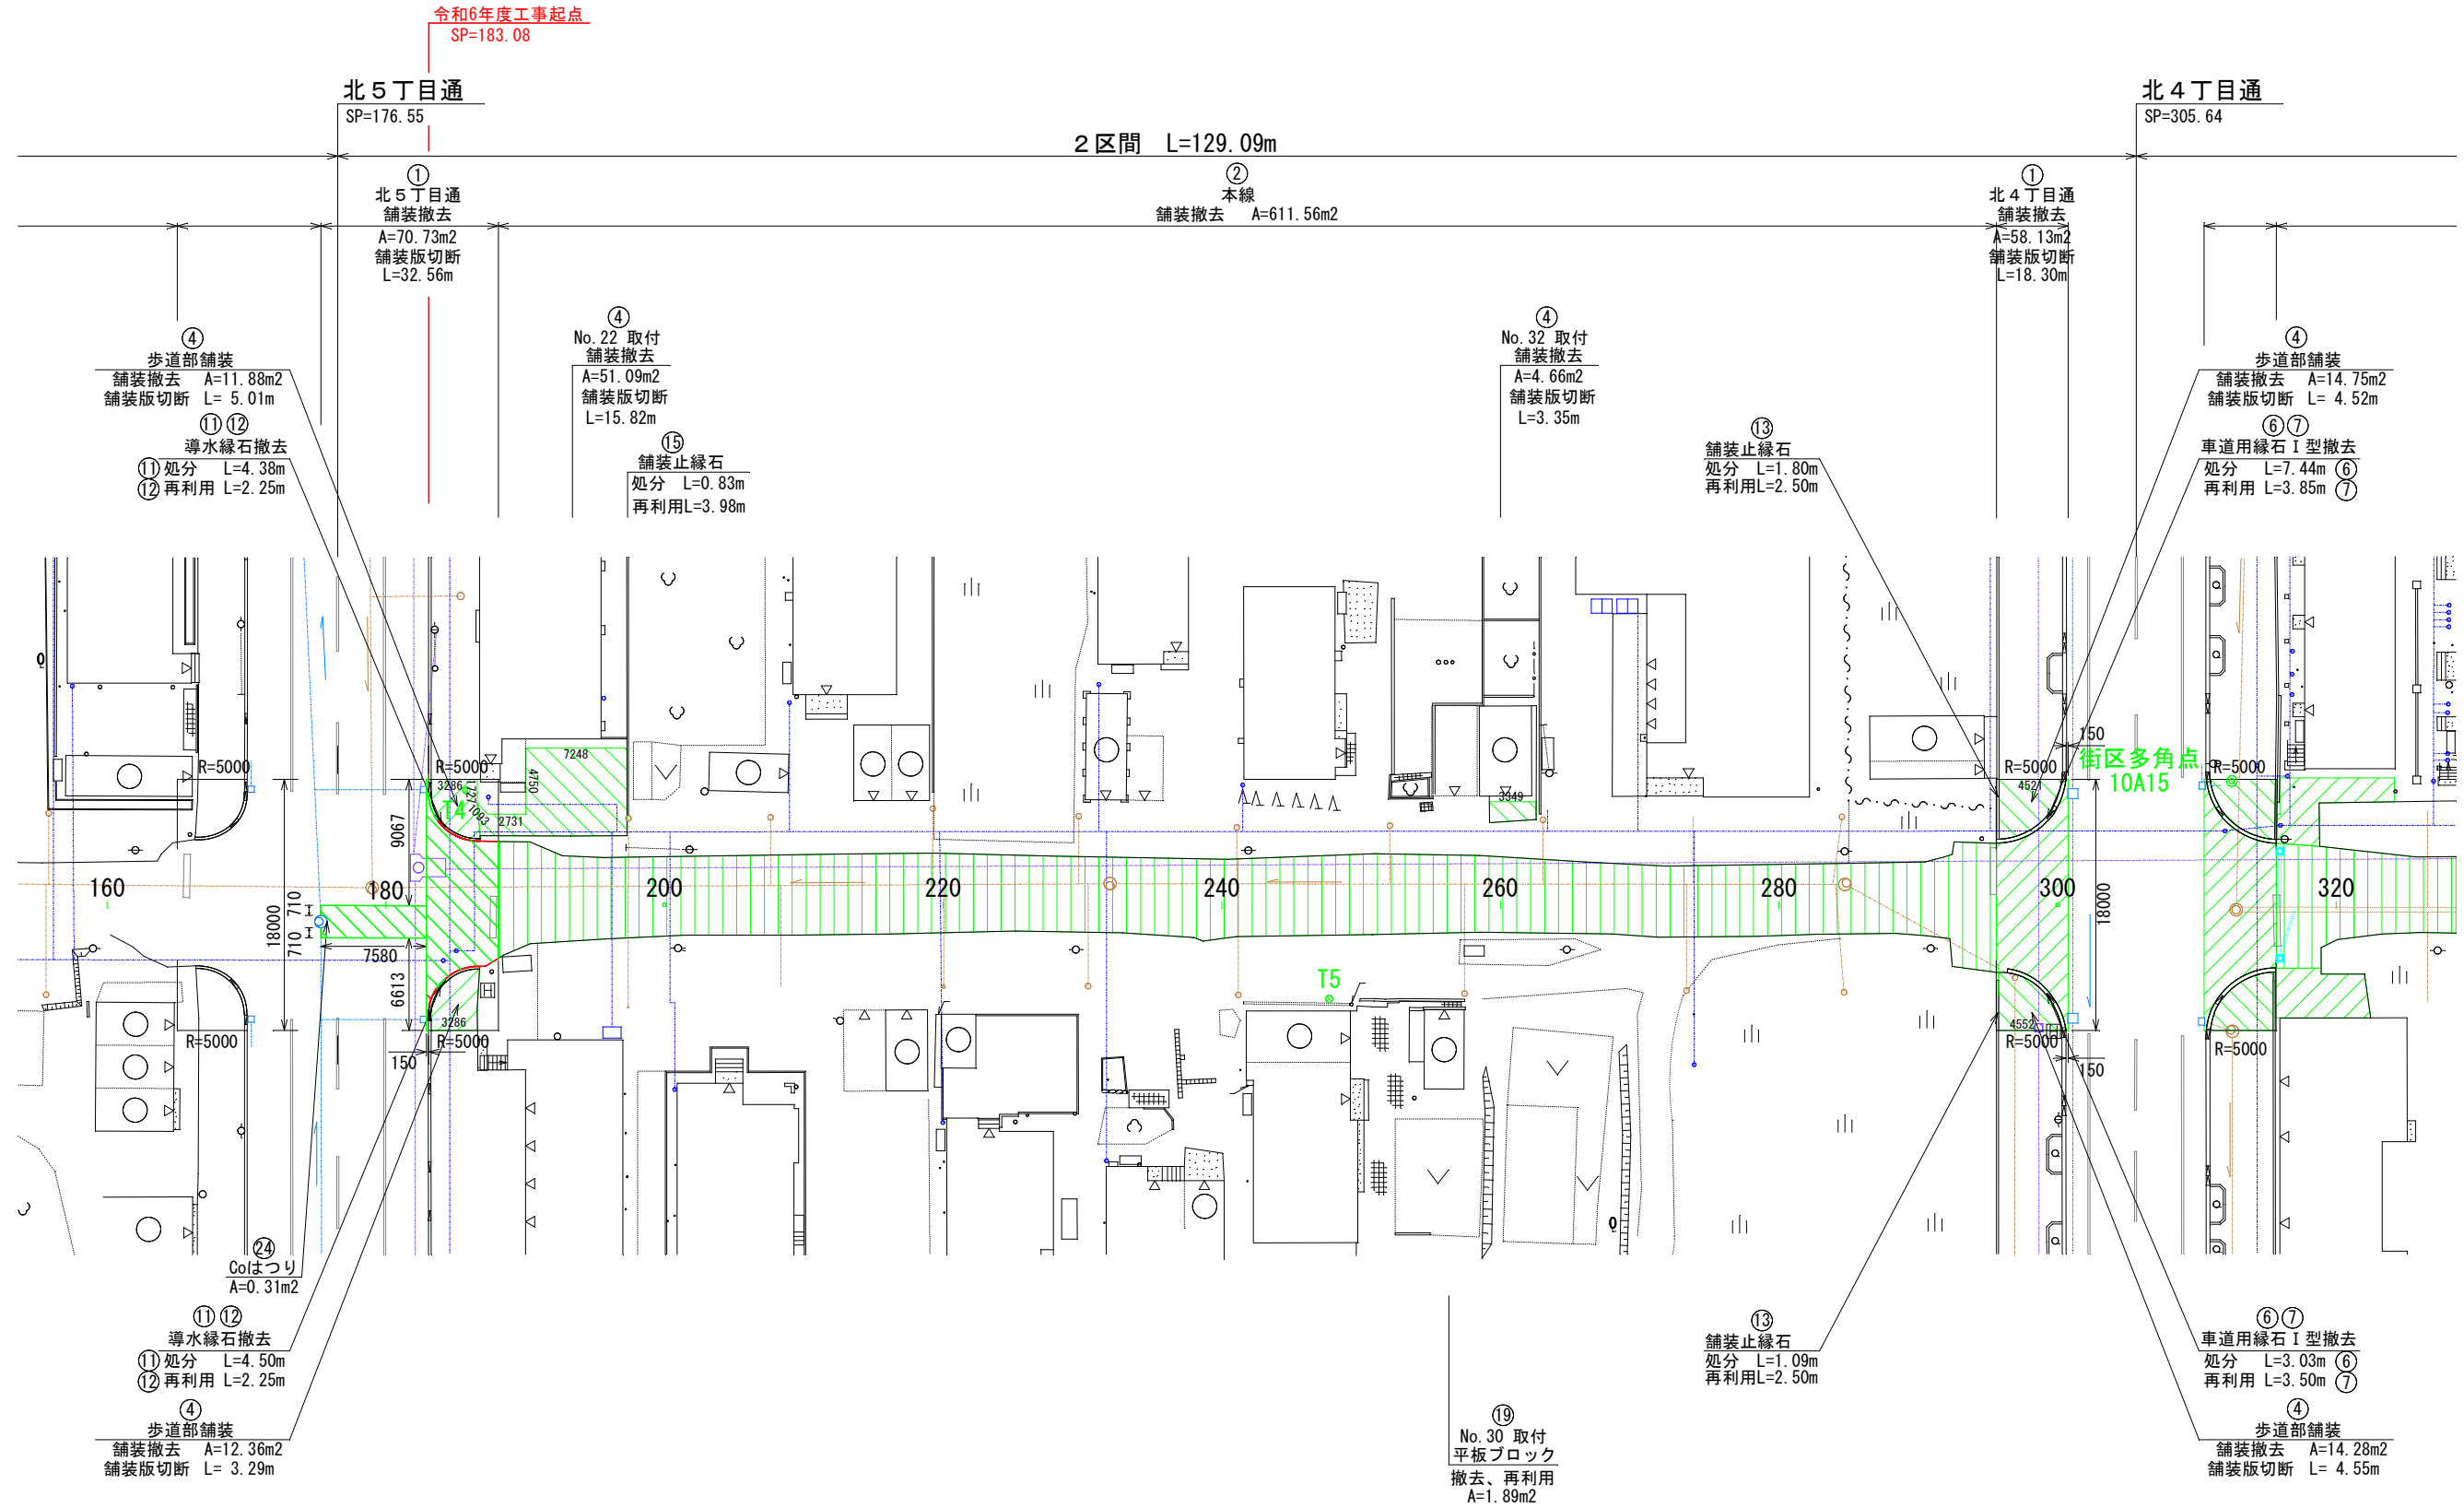 令和6年度工事起点
SP=183.08
北５丁目通
SP=176.55
北４丁目通
SP=305.64
２区間　L=129.09m
①
北５丁目通
舗装撤去
A=70.73m2
舗装版切断
L=32.56m
②
本線
舗装撤去　A=611.56m2
①
北４丁目通
舗装撤去
A=58.13m2
舗装版切断
L=18.30m
④
歩道部舗装
舗装撤去　A=11.88m2
舗装版切断　L= 5.01m
⑪⑫
導水縁石撤去
⑪処分　L=4.38m
⑫再利用 L=2.25m
④
No.22 取付
舗装撤去
A=51.09m2
舗装版切断
L=15.82m
⑮
舗装止縁石
処分　L=0.83m
再利用L=3.98m
④
No.32 取付
舗装撤去
A=4.66m2
舗装版切断
L=3.35m
⑬
舗装止縁石
処分　L=1.80m
再利用L=2.50m
④
歩道部舗装
舗装撤去　A=14.75m2
舗装版切断　L= 4.52m
⑥⑦
車道用縁石Ⅰ型撤去
処分　L=7.44m ⑥
再利用 L=3.85m ⑦
R=5000
R=5000
3286
4750
7248
2731
T4
R=5000
4521
150
街区多角点
10A15
R=5000
3349
9067
18000
710
710
7580
6613
160
180
200
220
240
260
280
300
320
18000
T5
R=5000
R=5000
3286
150
4552
R=5000
150
R=5000
㉔
Coはつり
A=0.31m2
⑪⑫
導水縁石撤去
⑪処分　L=4.50m
⑫再利用 L=2.25m
④
歩道部舗装
舗装撤去　A=12.36m2
舗装版切断　L= 3.29m
⑲
No.30 取付
平板ブロック
撤去、再利用
A=1.89m2
⑬
舗装止縁石
処分　L=1.09m
再利用L=2.50m
⑥⑦
車道用縁石Ⅰ型撤去
処分　L=3.03m ⑥
再利用 L=3.50m ⑦
④
歩道部舗装
舗装撤去　A=14.28m2
舗装版切断　L= 4.55m